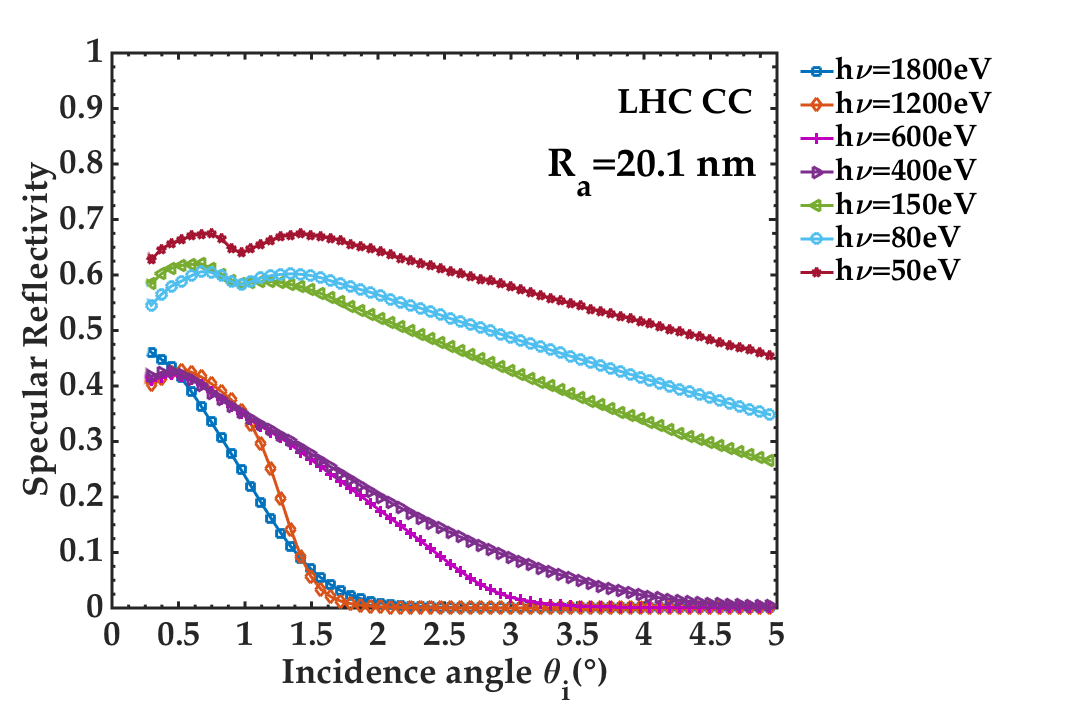 1
0.9
0.8
0.7
0.6
0.5
0.4
0.3
0.2
0.1
0
Specular Reflectivity
LHC CC
Rₐ=20.1 nm
hν=1800eV
hν=1200eV
hν=600eV
hν=400eV
hν=150eV
hν=80eV
hν=50eV
0 0.5 1 1.5 2 2.5 3 3.5 4 4.5 5
Incidence angle θᵢ(°)